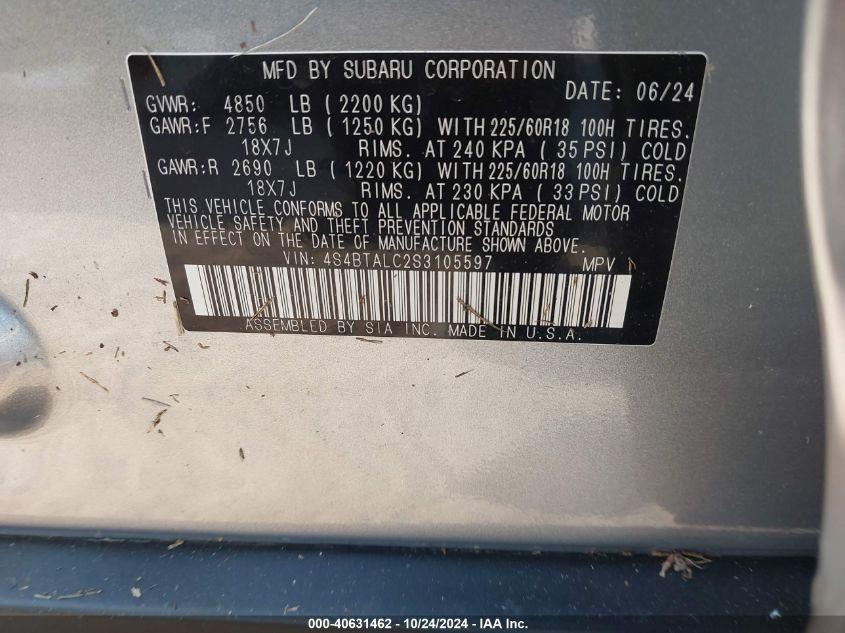 MFD BY SUBARU CORPORATION
DATE: 06/24
GVWR: 4850 LB (2200 KG)
GAWR:F 2756 LB (1250 KG) WITH 225/60R18 100H TIRES.
18X7J RIMS. AT 240 KPA (35 PSI) COLD
GAWR:R 2690 LB (1220 KG) WITH 225/60R18 100H TIRES.
18X7J RIMS. AT 230 KPA (33 PSI) COLD
THIS VEHICLE CONFORMS TO ALL APPLICABLE FEDERAL MOTOR
VEHICLE SAFETY AND THEFT PREVENTION STANDARDS
IN EFFECT ON THE DATE OF MANUFACTURE SHOWN ABOVE.
VIN: 4S4BTALC2S3105597 MPV
ASSEMBLED BY SIA INC. MADE IN U.S.A.
000-40631462 - 10/24/2024 - IAA Inc.